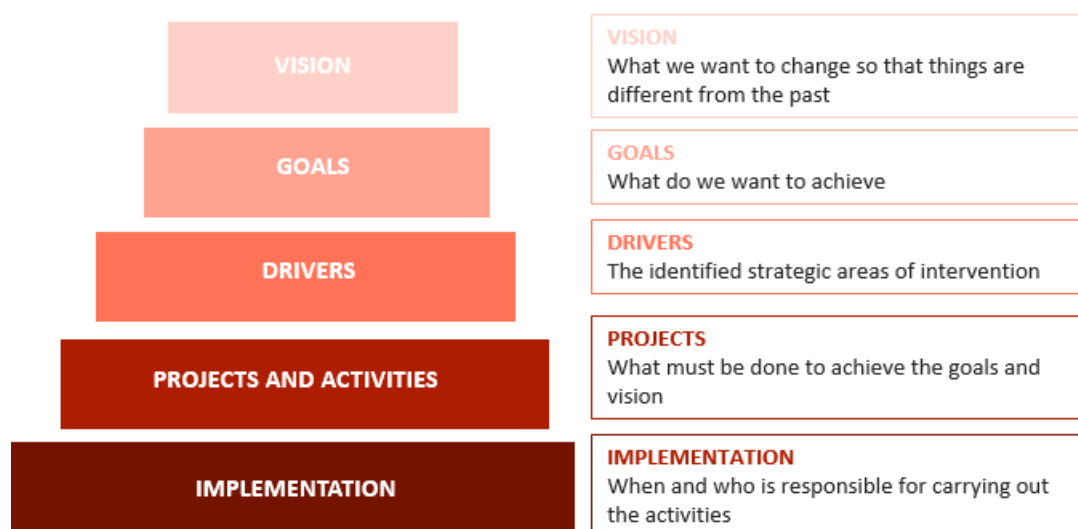 VISION
VISION
What we want to change so that things are
different from the past
GOALS
GOALS
What do we want to achieve
DRIVERS
DRIVERS
The identified strategic areas of intervention
PROJECTS AND ACTIVITIES
PROJECTS
What must be done to achieve the goals and
vision
IMPLEMENTATION
IMPLEMENTATION
When and who is responsible for carrying out
the activities